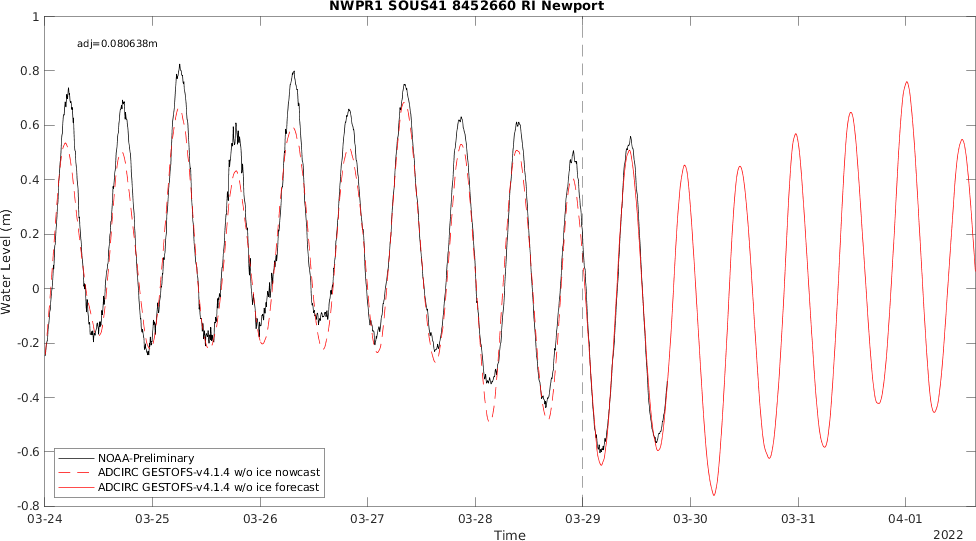 NWPR1 SOUS41 8452660 RI Newport
adj=0.080638m
Water Level (m)
1
0.8
0.6
0.4
0.2
0
-0.2
-0.4
-0.6
-0.8
NOAA-Preliminary
ADCIRC GESTOFS-v4.1.4 w/o ice nowcast
ADCIRC GESTOFS-v4.1.4 w/o ice forecast
03-24 03-25 03-26 03-27 03-28 03-29 03-30 03-31 04-01
Time
2022